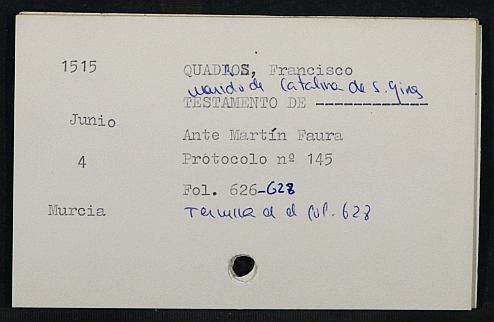 1515 QUADROS, Francisco
marido de Catalina de S. Gines
TESTAMENTO DE -------------
Junio
Ante Martín Faura
4 Protocolo nº 145
Fol. 626-628
Murcia Termina en el fol. 628